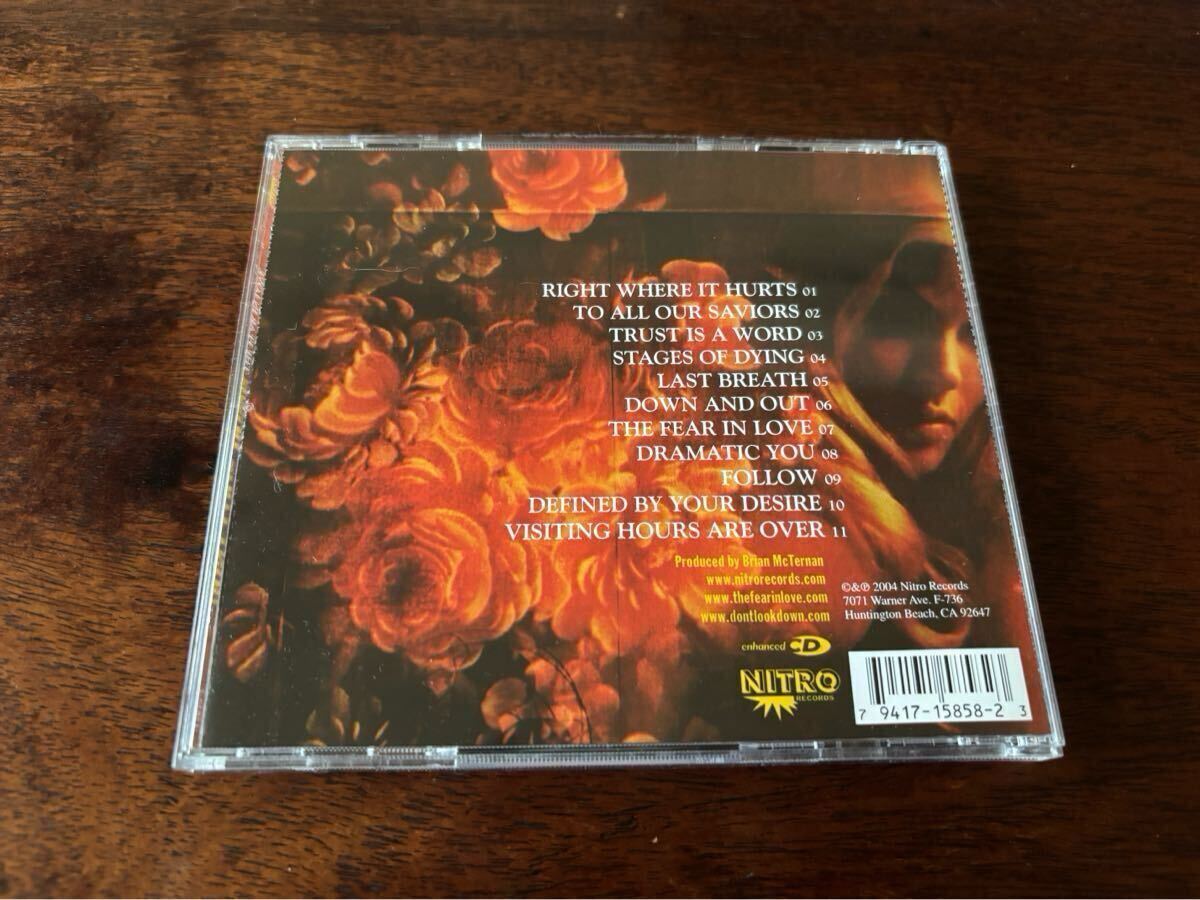 RIGHT WHERE IT HURTS 01
TO ALL OUR SAVIORS 02
TRUST IS A WORD 03
STAGES OF DYING 04
LAST BREATH 05
DOWN AND OUT 06
THE FEAR IN LOVE 07
DRAMATIC YOU 08
FOLLOW 09
DEFINED BY YOUR DESIRE 10
VISITING HOURS ARE OVER 11
Produced by Brian McTernan
www.nitrorecords.com
www.thefearinlove.com
www.dontlookdown.com
©&℗ 2004 Nitro Records
7071 Warner Ave. F-736
Huntington Beach, CA 92647
enhanced CD
NITRO
RECORDS
7 9417-15858-2 3